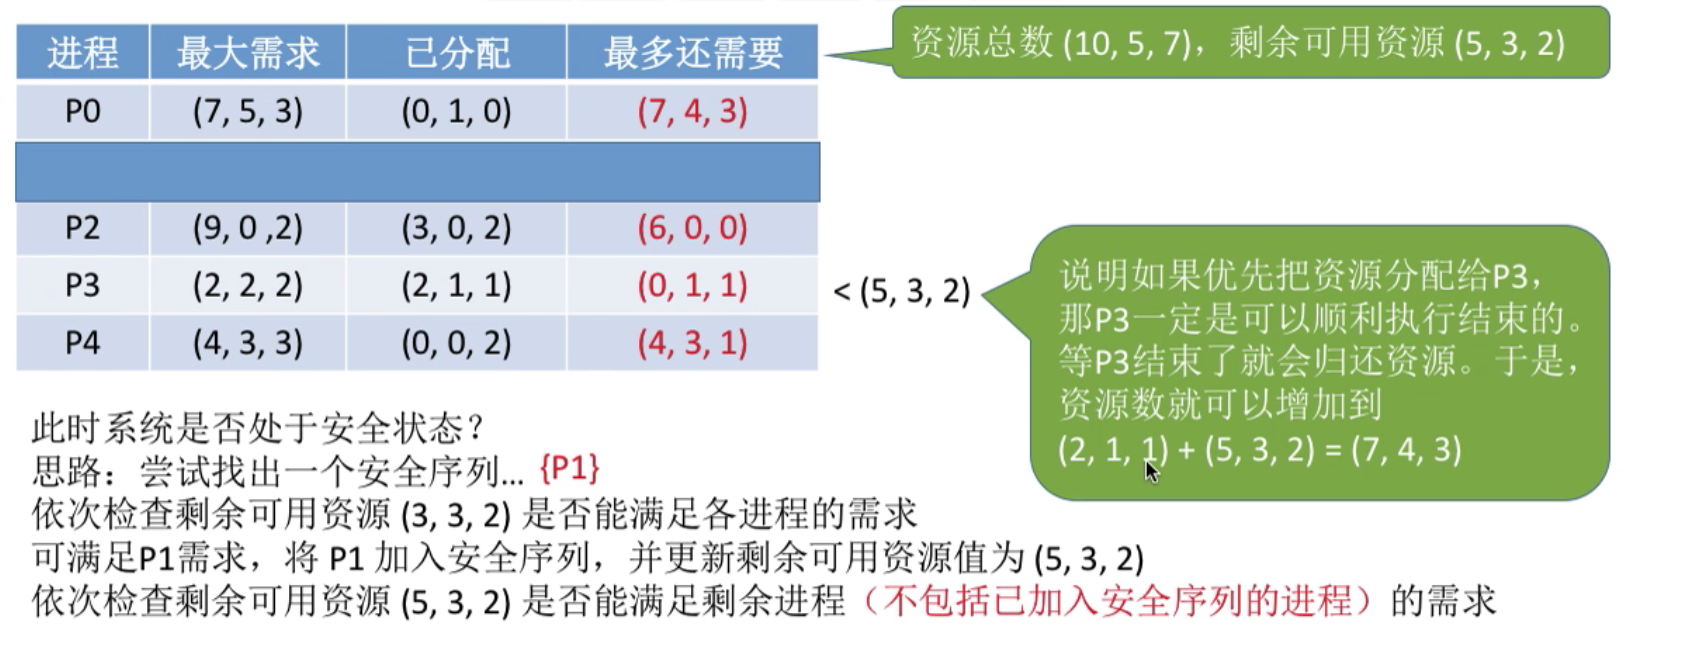 进程 最大需求 已分配 最多还需要
资源总数 (10, 5, 7)，剩余可用资源 (5, 3, 2)
P0 (7, 5, 3) (0, 1, 0) (7, 4, 3)
P2 (9, 0 ,2) (3, 0, 2) (6, 0, 0)
P3 (2, 2, 2) (2, 1, 1) (0, 1, 1)
P4 (4, 3, 3) (0, 0, 2) (4, 3, 1)
< (5, 3, 2)
说明如果优先把资源分配给P3，
那P3一定是可以顺利执行结束的。
等P3结束了就会归还资源。于是，
资源数就可以增加到
(2, 1, 1) + (5, 3, 2) = (7, 4, 3)
此时系统是否处于安全状态？
思路：尝试找出一个安全序列... {P1}
依次检查剩余可用资源 (3, 3, 2) 是否能满足各进程的需求
可满足P1需求，将 P1 加入安全序列，并更新剩余可用资源值为 (5, 3, 2)
依次检查剩余可用资源 (5, 3, 2) 是否能满足剩余进程（不包括已加入安全序列的进程）的需求